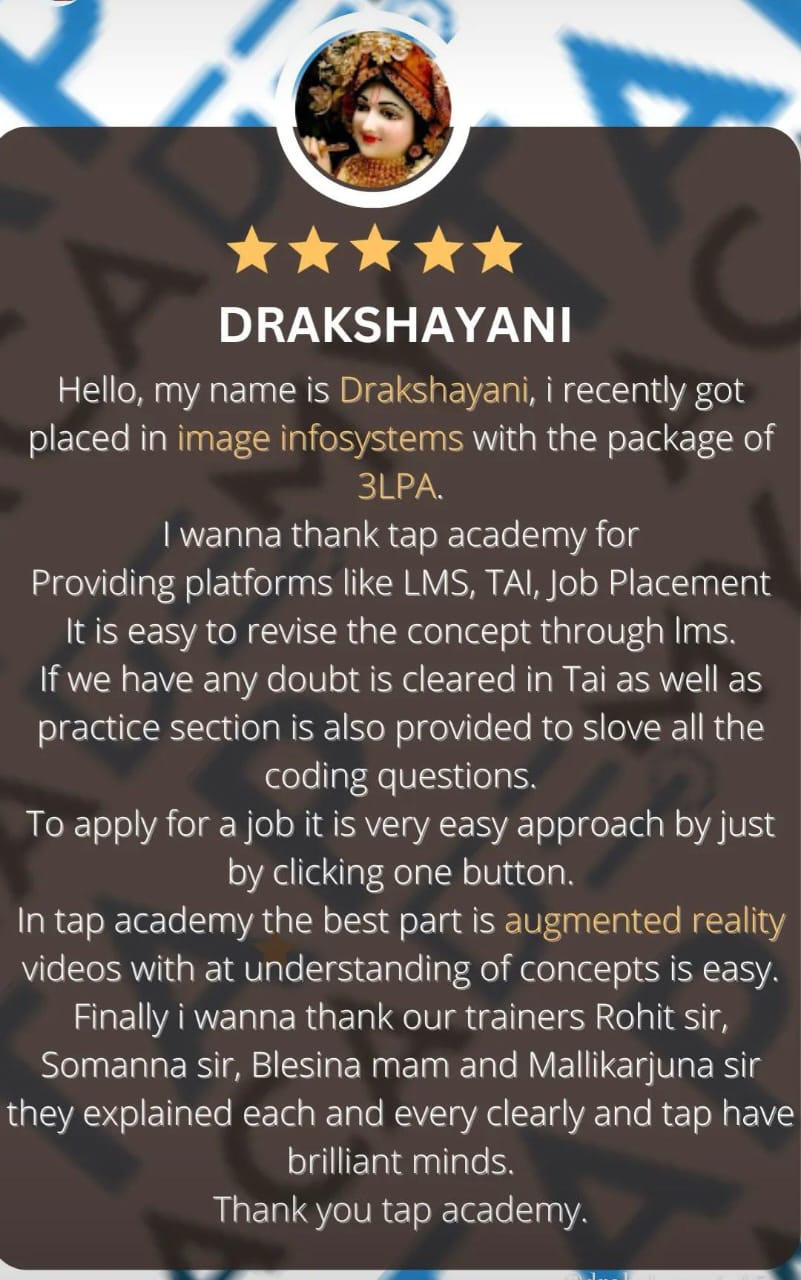 DRAKSHAYANI
Hello, my name is Drakshayani, i recently got
placed in image infosystems with the package of
3LPA.
I wanna thank tap academy for
Providing platforms like LMS, TAI, Job Placement
It is easy to revise the concept through lms.
If we have any doubt is cleared in Tai as well as
practice section is also provided to slove all the
coding questions.
To apply for a job it is very easy approach by just
by clicking one button.
In tap academy the best part is augmented reality
videos with at understanding of concepts is easy.
Finally i wanna thank our trainers Rohit sir,
Somanna sir, Blesina mam and Mallikarjuna sir
they explained each and every clearly and tap have
brilliant minds.
Thank you tap academy.